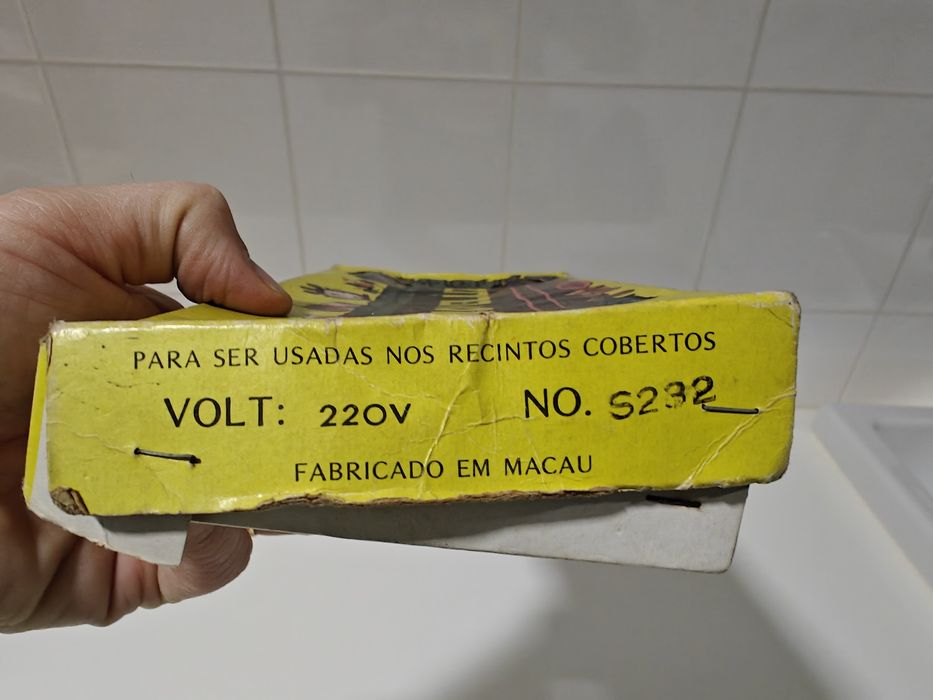 PARA SER USADAS NOS RECINTOS COBERTOS
VOLT: 220V NO. S232
FABRICADO EM MACAU